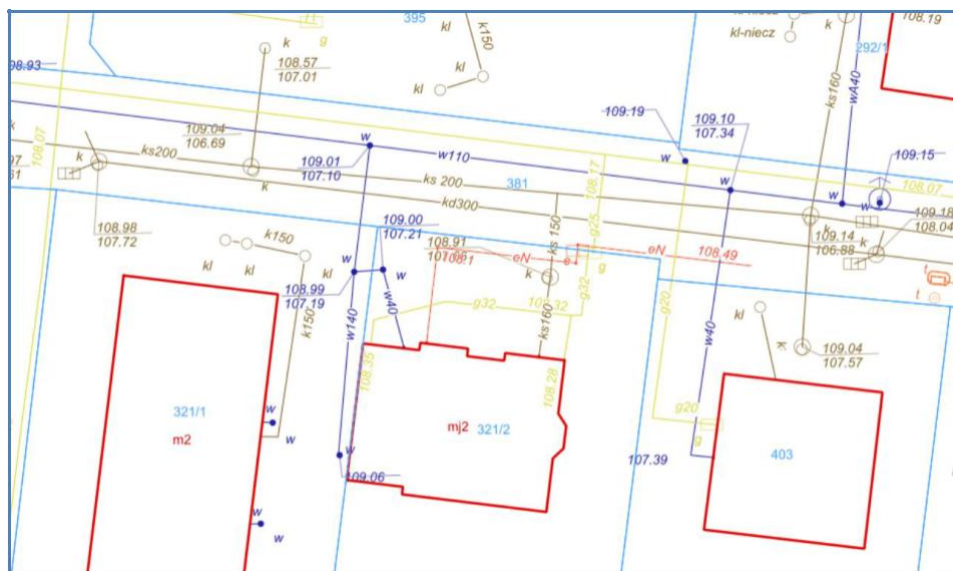 395
kl
k150
kl-niecz
k
108.19
k
g
292/1
108.93
108.57
107.01
kl
kl
ks160
wA40
109.19
109.10
107.34
109.04
106.69
w
109.15
k
ks200
109.01
107.10
w110
108.07
k
ks 200
381
108.17
108.07
kd300
w
108.98
107.72
109.00
107.21
g25
ks 150
109.18
108.04
k150
108.91
109.14
106.88
k
k
kl
kl
kl
eN
e
eN
108.49
g
t
t
108.99
107.19
w
k
w40
g32
g32
g20
k150
w140
ks160
w40
kl
k
109.04
107.57
108.35
108.28
321/1
m2
w
w
mj2
321/2
g20
g
403
w
107.39
109.06
w
w